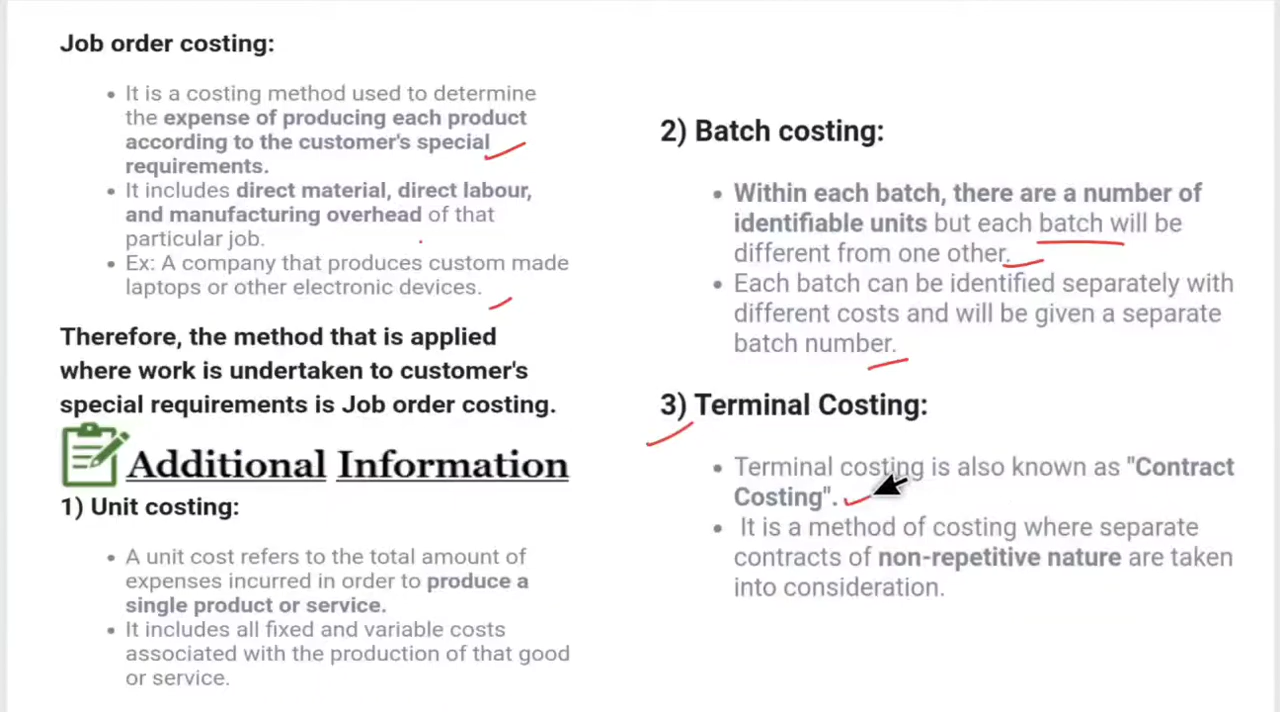 Job order costing:
• It is a costing method used to determine
the expense of producing each product
according to the customer's special
requirements.
• It includes direct material, direct labour,
and manufacturing overhead of that
particular job.
• Ex: A company that produces custom made
laptops or other electronic devices.
Therefore, the method that is applied
where work is undertaken to customer's
special requirements is Job order costing.
Additional Information
1) Unit costing:
• A unit cost refers to the total amount of
expenses incurred in order to produce a
single product or service.
• It includes all fixed and variable costs
associated with the production of that good
or service.
2) Batch costing:
• Within each batch, there are a number of
identifiable units but each batch will be
different from one other.
• Each batch can be identified separately with
different costs and will be given a separate
batch number.
3) Terminal Costing:
• Terminal costing is also known as "Contract
Costing".
• It is a method of costing where separate
contracts of non-repetitive nature are taken
into consideration.